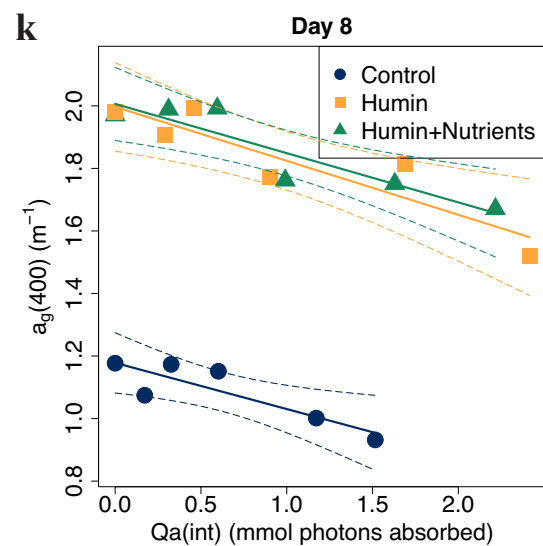 k
Day 8
Control
Humin
Humin+Nutrients
a_g(400) (m⁻¹)
2.0
1.8
1.6
1.4
1.2
1.0
0.8
0.0 0.5 1.0 1.5 2.0
Qa(int) (mmol photons absorbed)